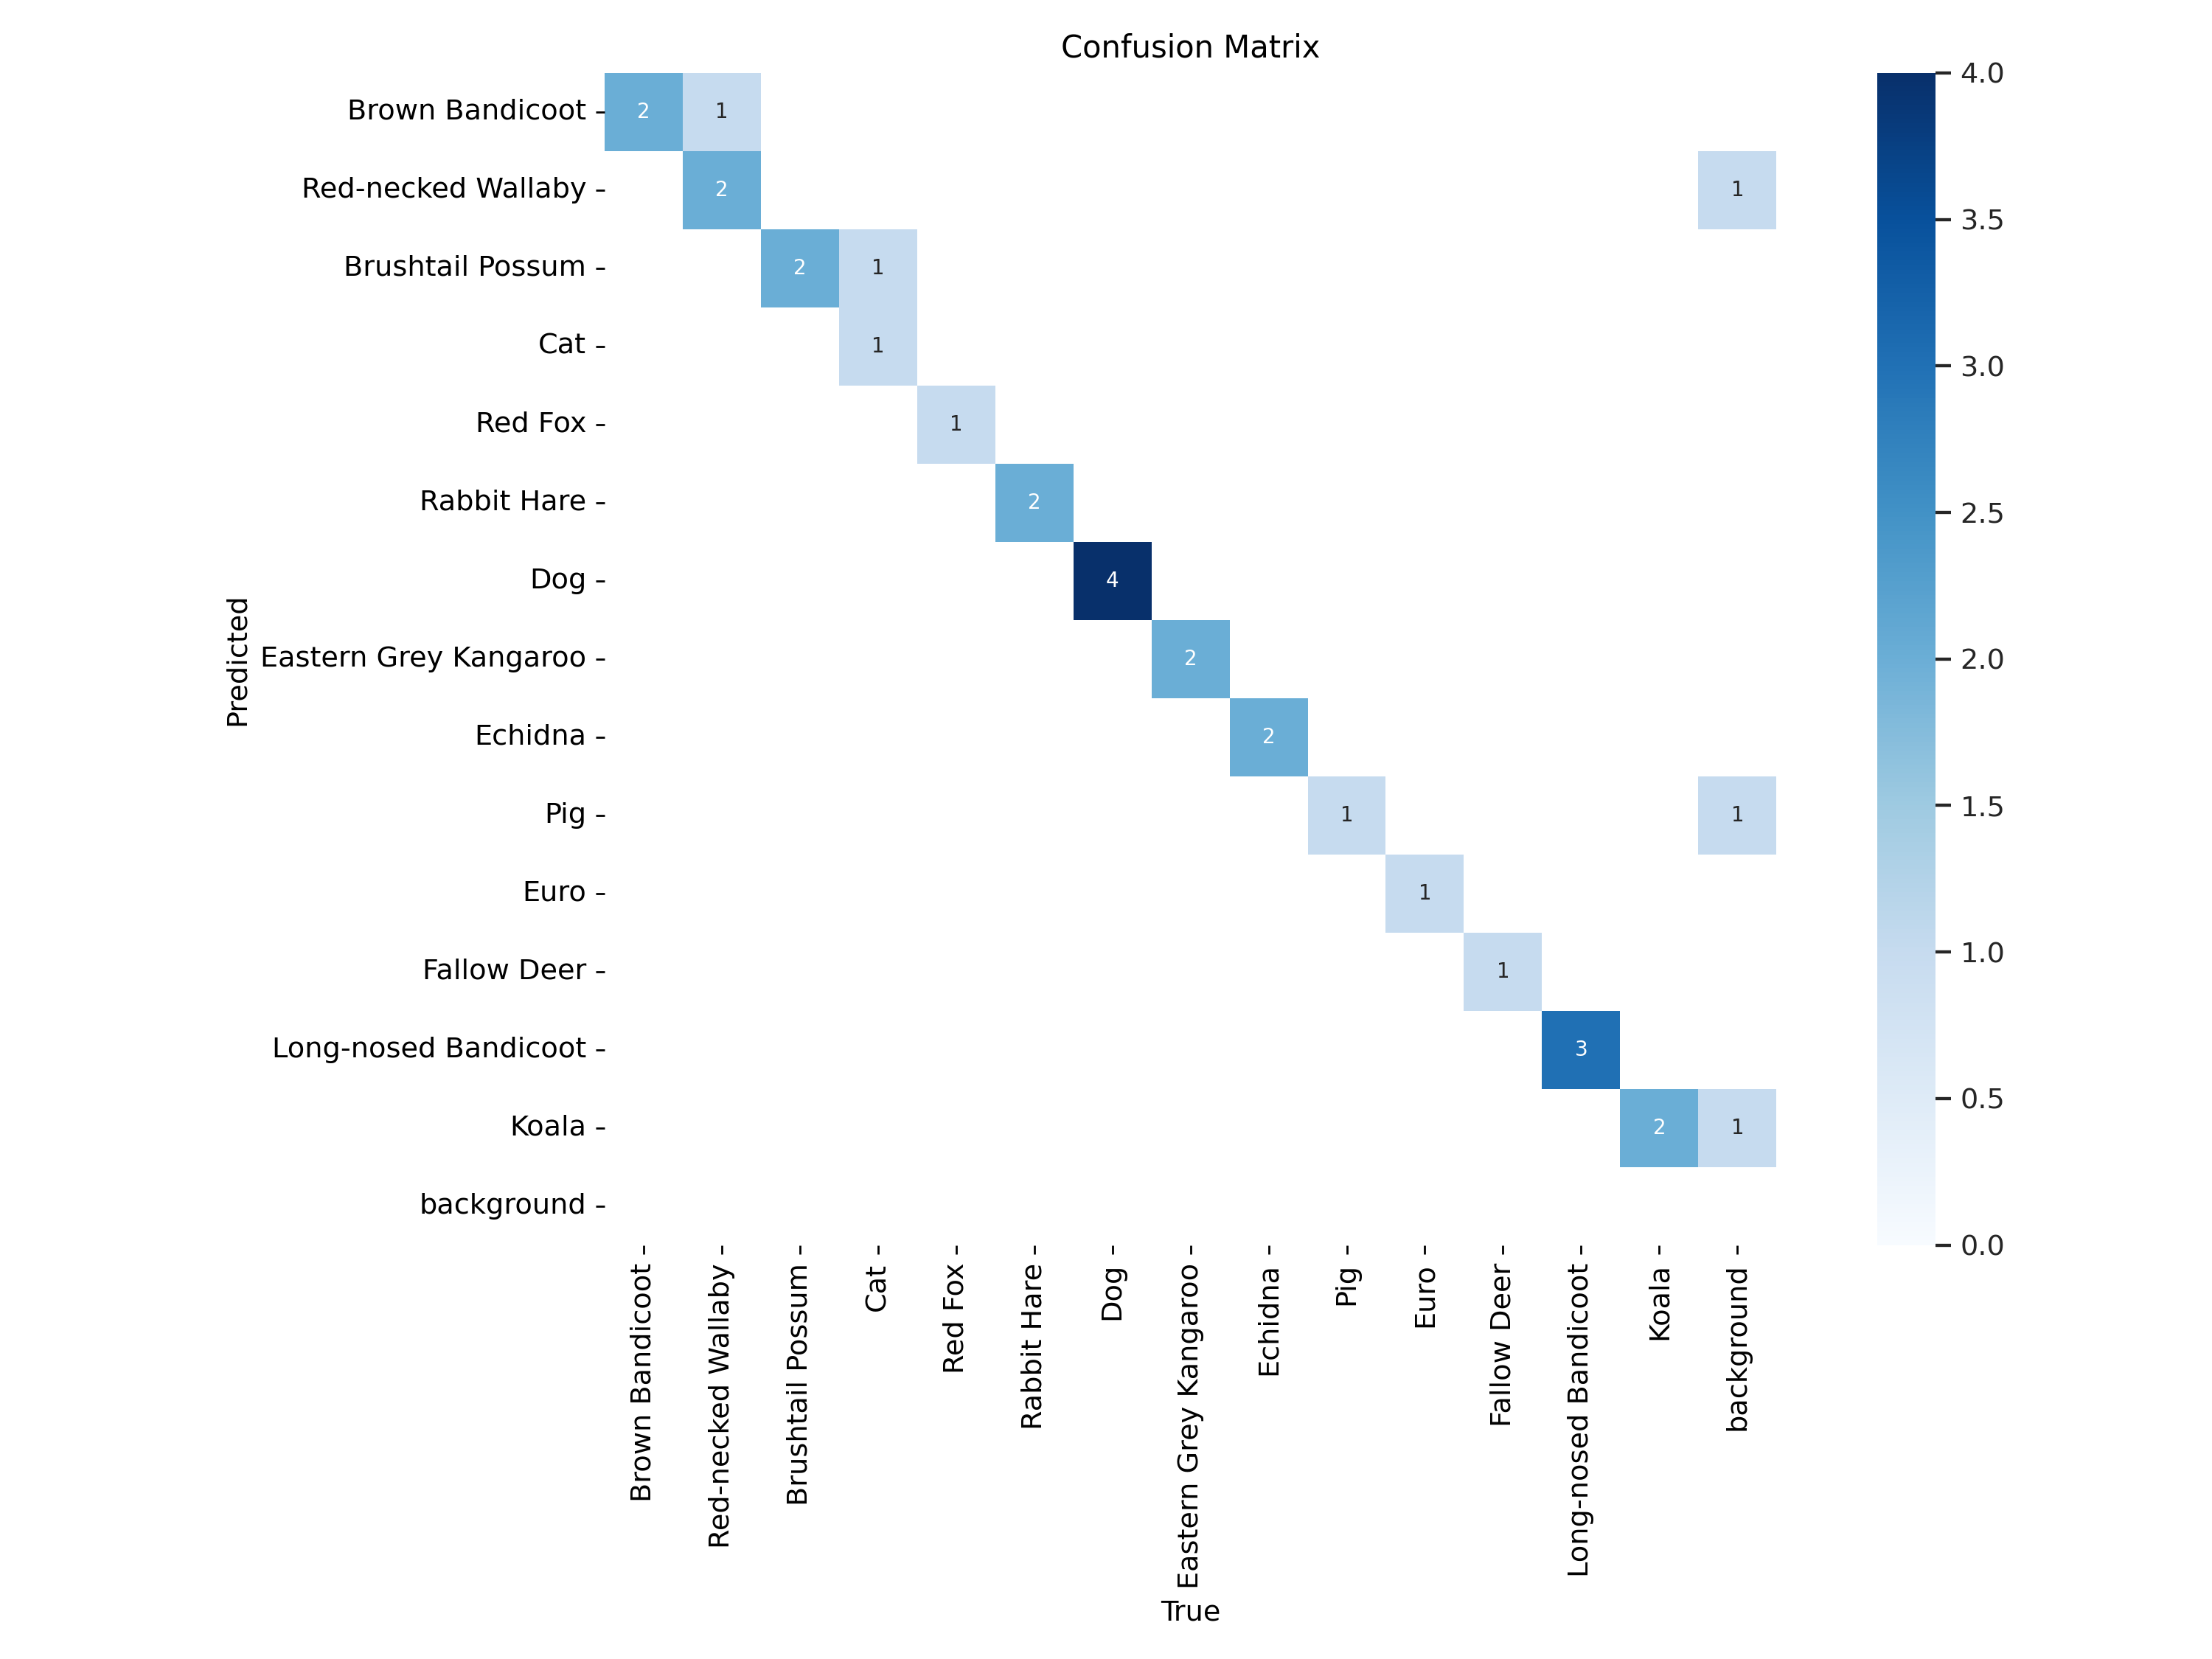 Confusion Matrix
Brown Bandicoot
2 1
Red-necked Wallaby
2 1
Brushtail Possum
2 1
Cat
1
Red Fox
1
Rabbit Hare
2
Dog
4
Eastern Grey Kangaroo
2
Echidna
2
Pig
1 1
Euro
1
Fallow Deer
1
Long-nosed Bandicoot
3
Koala
2 1
background
Predicted
Brown Bandicoot
Red-necked Wallaby
Brushtail Possum
Cat
Red Fox
Rabbit Hare
Dog
Eastern Grey Kangaroo
Echidna
Pig
Euro
Fallow Deer
Long-nosed Bandicoot
Koala
background
True
4.0
3.5
3.0
2.5
2.0
1.5
1.0
0.5
0.0